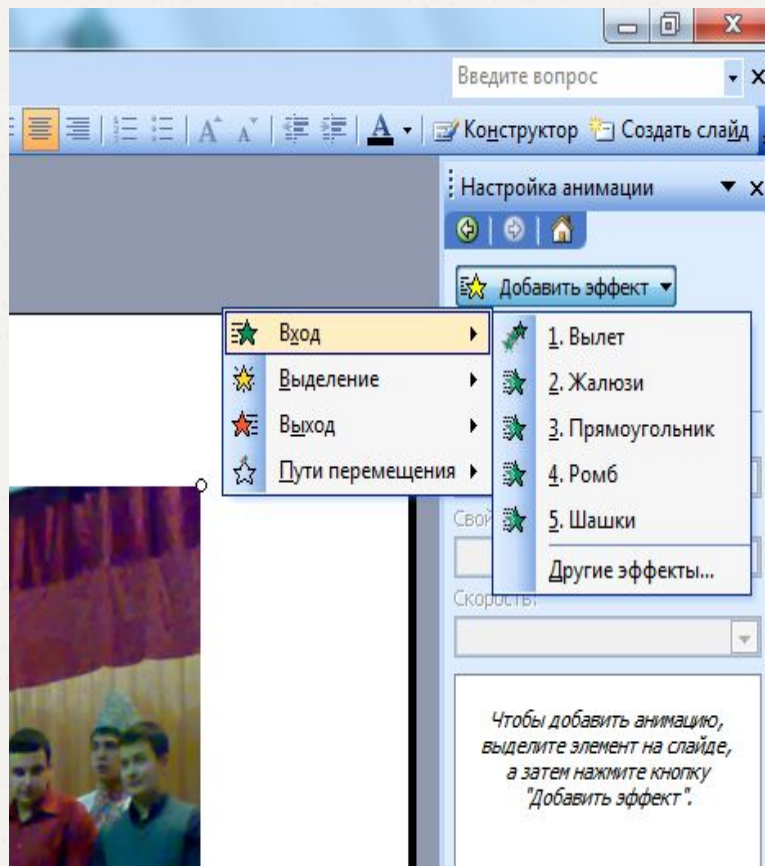 Введите вопрос
A A A Конструктор Создать слайд
Настройка анимации
Добавить эффект
Вход
Выделение
Выход
Пути перемещения
1. Вылет
2. Жалюзи
3. Прямоугольник
4. Ромб
5. Шашки
Другие эффекты...
Свой
Скорость:
Чтобы добавить анимацию,
выделите элемент на слайде,
а затем нажмите кнопку
"Добавить эффект".